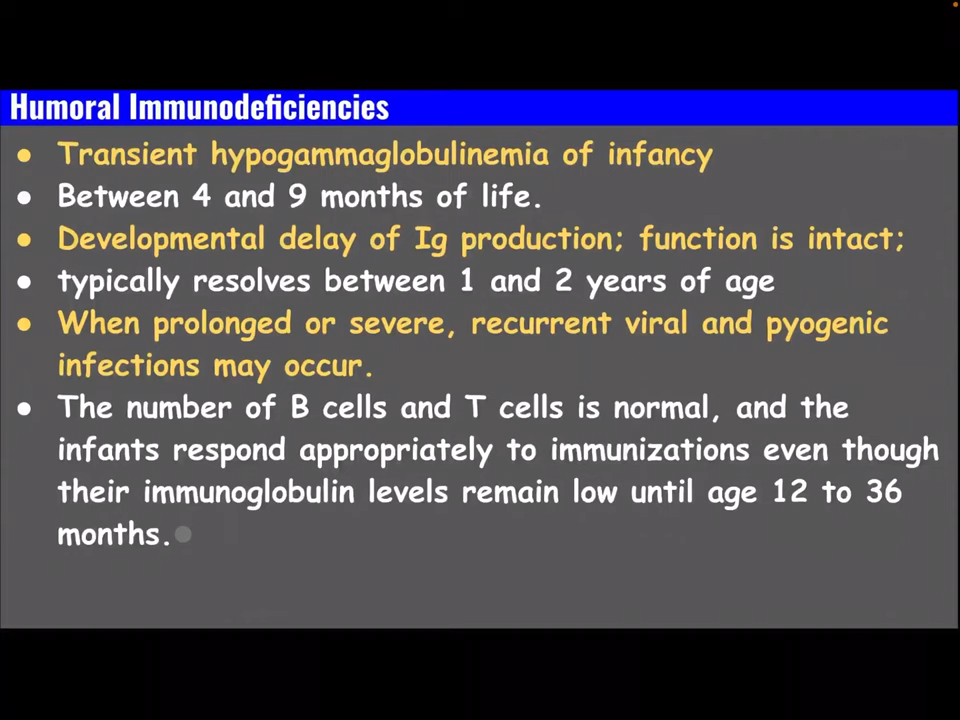 Humoral Immunodeficiencies
● Transient hypogammaglobulinemia of infancy
● Between 4 and 9 months of life.
● Developmental delay of Ig production; function is intact;
● typically resolves between 1 and 2 years of age
● When prolonged or severe, recurrent viral and pyogenic
infections may occur.
● The number of B cells and T cells is normal, and the
infants respond appropriately to immunizations even though
their immunoglobulin levels remain low until age 12 to 36
months.